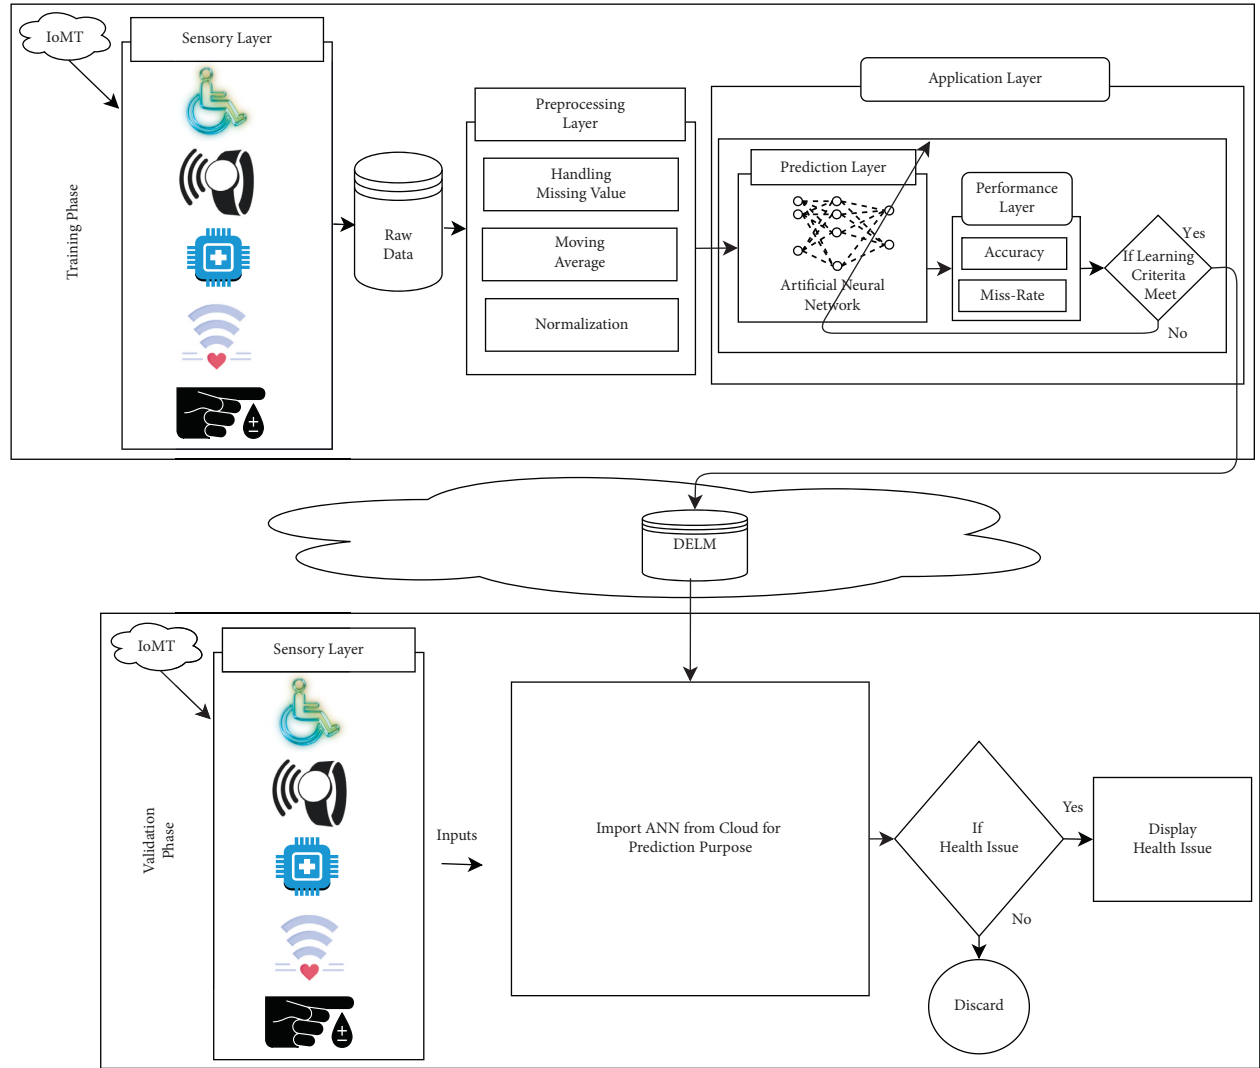 IoMT
Sensory Layer
Training Phase
Raw
Data
Preprocessing
Layer
Handling
Missing Value
Moving
Average
Normalization
Application Layer
Prediction Layer
Artificial Neural
Network
Performance
Layer
Accuracy
Miss-Rate
If Learning
Criterita
Meet
Yes
No
DELM
IoMT
Sensory Layer
Validation
Phase
Inputs
Import ANN from Cloud for
Prediction Purpose
If
Health Issue
Yes
No
Display
Health Issue
Discard